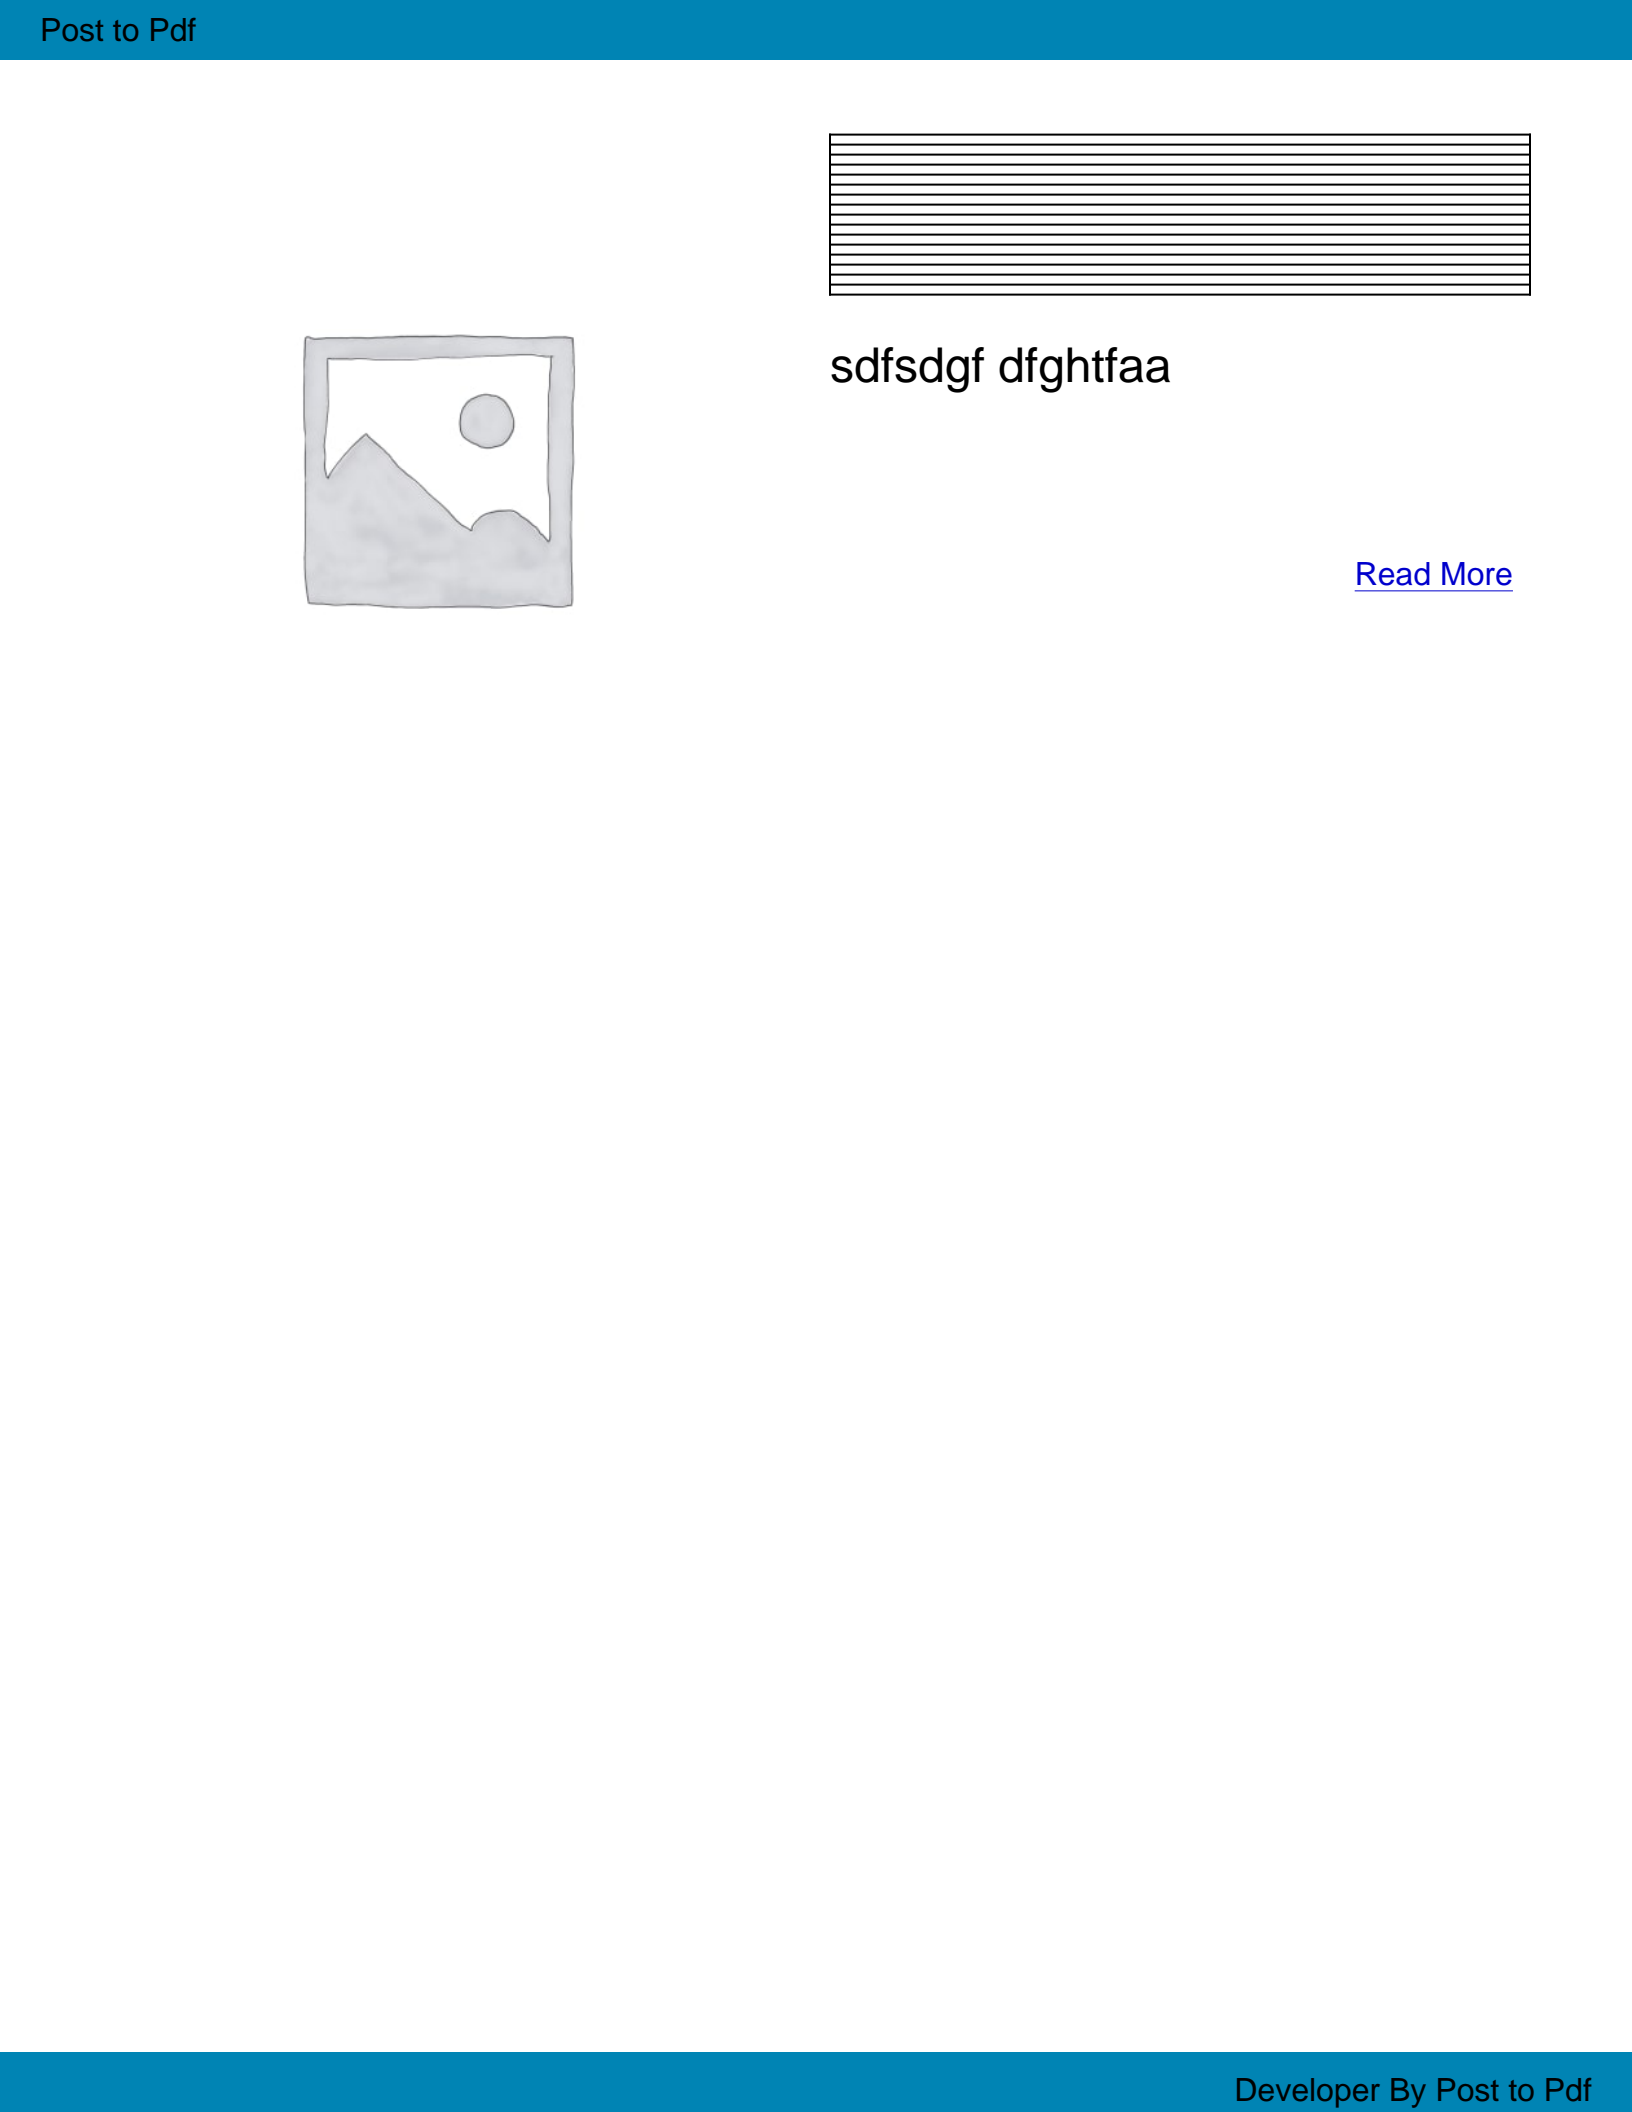 Post to Pdf
sdfsdgf dfghtfaa
Read More
Developer By Post to Pdf